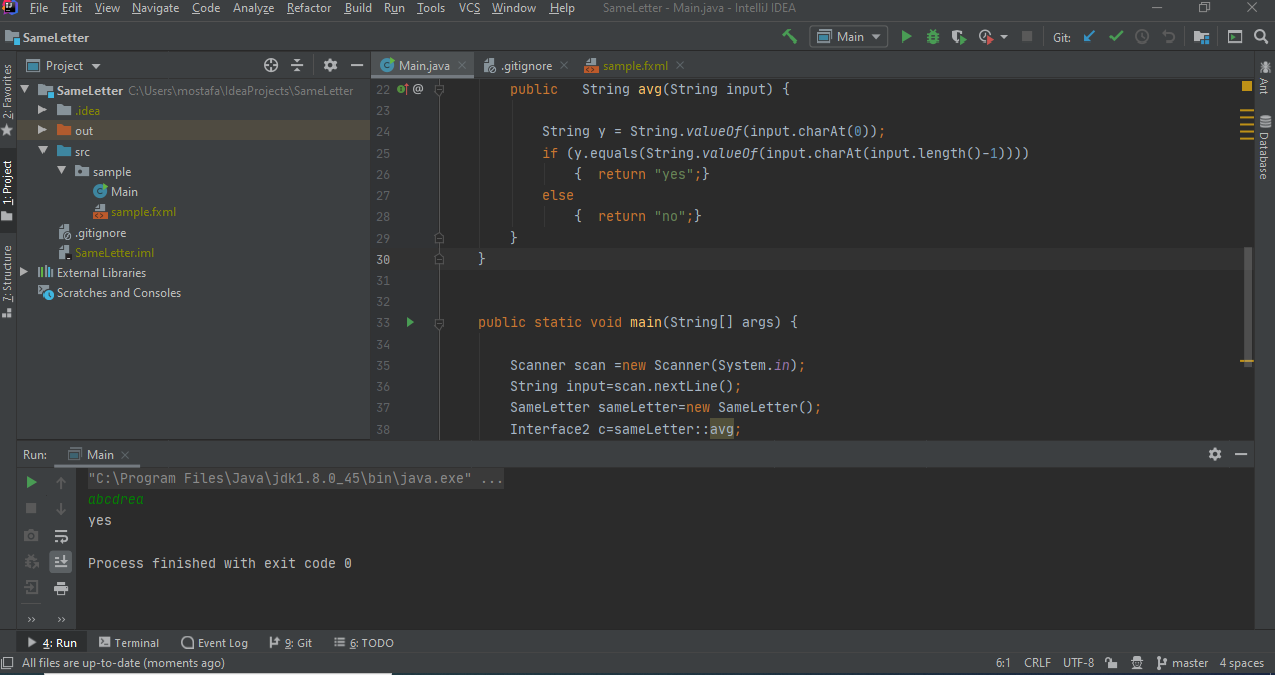 File Edit View Navigate Code Analyze Refactor Build Run Tools VCS Window Help SameLetter - Main.java - IntelliJ IDEA
SameLetter Main Git:
Project
Main.java .gitignore sample.fxml
SameLetter C:\Users\mostafa\IdeaProjects\SameLetter
.idea
out
src
sample
Main
sample.fxml
.gitignore
SameLetter.iml
External Libraries
Scratches and Consoles
2: Favorites
1: Project
7: Structure
Ant
Database
22 @ public String avg(String input) {
23
24 String y = String.valueOf(input.charAt(0));
25 if (y.equals(String.valueOf(input.charAt(input.length()-1))))
26 { return "yes";}
27 else
28 { return "no";}
29 }
30 }
31
32
33 public static void main(String[] args) {
34
35 Scanner scan =new Scanner(System.in);
36 String input=scan.nextLine();
37 SameLetter sameLetter=new SameLetter();
38 Interface2 c=sameLetter::avg;
Run: Main
"C:\Program Files\Java\jdk1.8.0_45\bin\java.exe" ...
abcdrea
yes
Process finished with exit code 0
4: Run Terminal Event Log 9: Git 6: TODO
All files are up-to-date (moments ago) 6:1 CRLF UTF-8 master 4 spaces